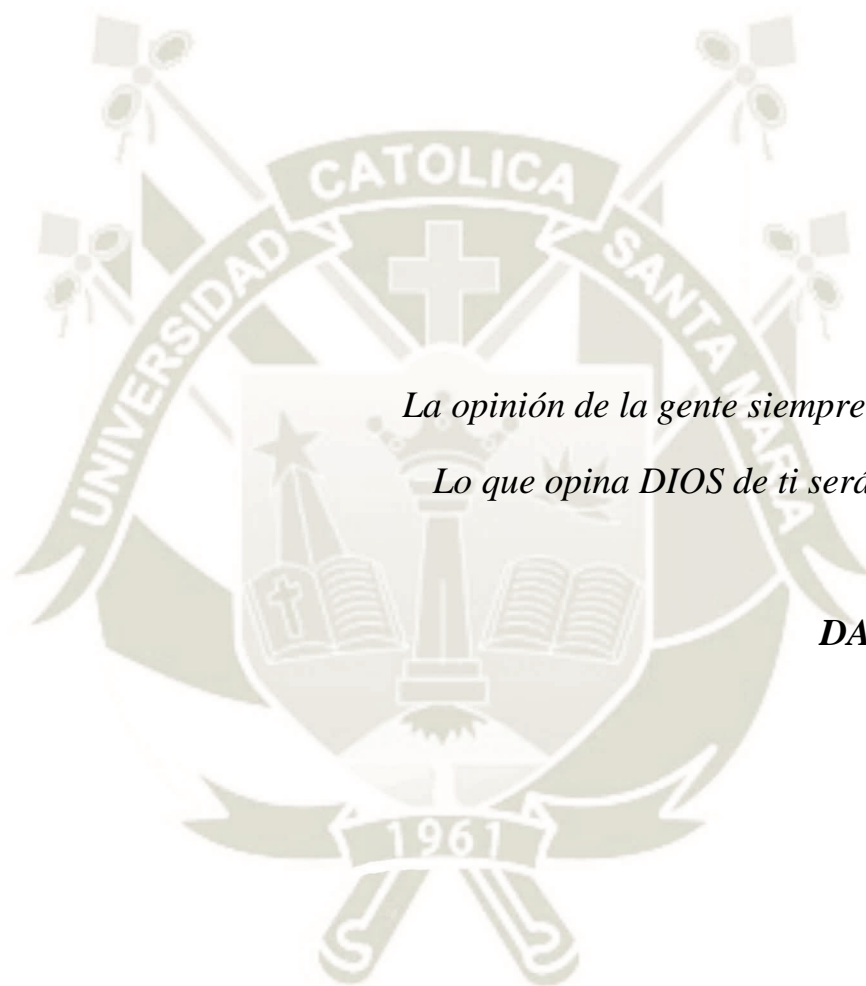 CATOLICA
UNIVERSIDAD
SANTA MARIA
La opinión de la gente siempre
Lo que opina DIOS de ti será
DA
1961